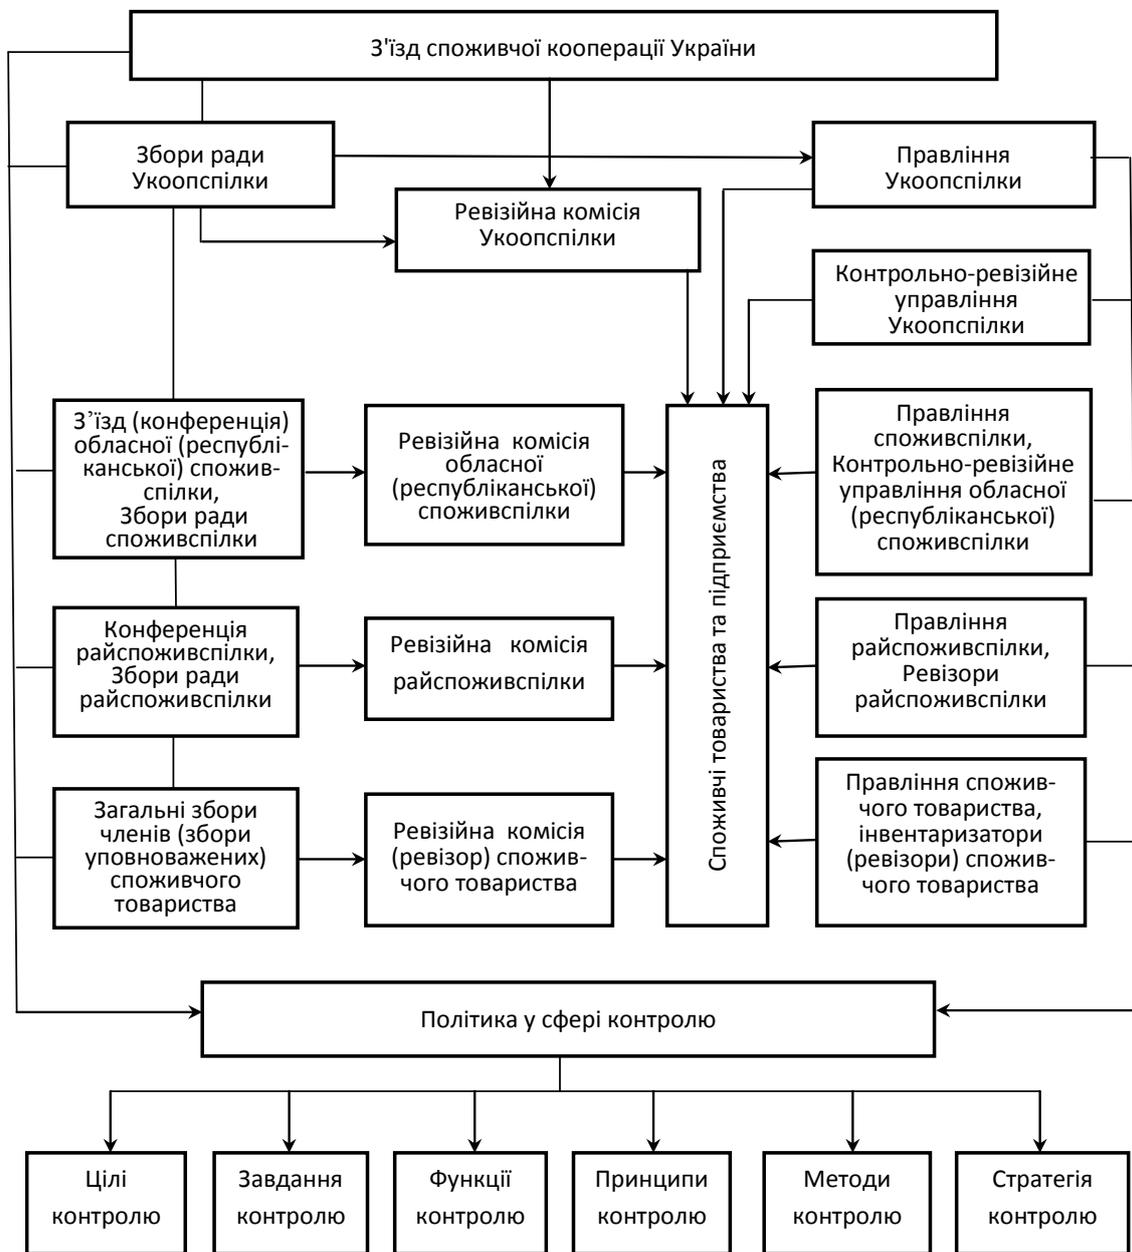 З'їзд споживчої кооперації України
Збори ради
Укоопспілки
Правління
Укоопспілки
Ревізійна комісія
Укоопспілки
Контрольно-ревізійне
управління
Укоопспілки
З’їзд (конференція)
обласної (республі-
канської) спожив-
спілки,
Збори ради
споживспілки
Ревізійна комісія
обласної
(республіканської)
споживспілки
Споживчі товариства та підприємства
Правління
споживспілки,
Контрольно-ревізійне
управління обласної
(республіканської)
споживспілки
Конференція
райспоживспілки,
Збори ради
райспоживспілки
Ревізійна комісія
райспоживспілки
Правління
райспоживспілки,
Ревізори
райспоживспілки
Загальні збори
членів (збори
уповноважених)
споживчого
товариства
Ревізійна комісія
(ревізор) спожив-
чого товариства
Правління спожив-
чого товариства,
інвентаризатори
(ревізори) спожив-
чого товариства
Політика у сфері контролю
Цілі
контролю
Завдання
контролю
Функції
контролю
Принципи
контролю
Методи
контролю
Стратегія
контролю